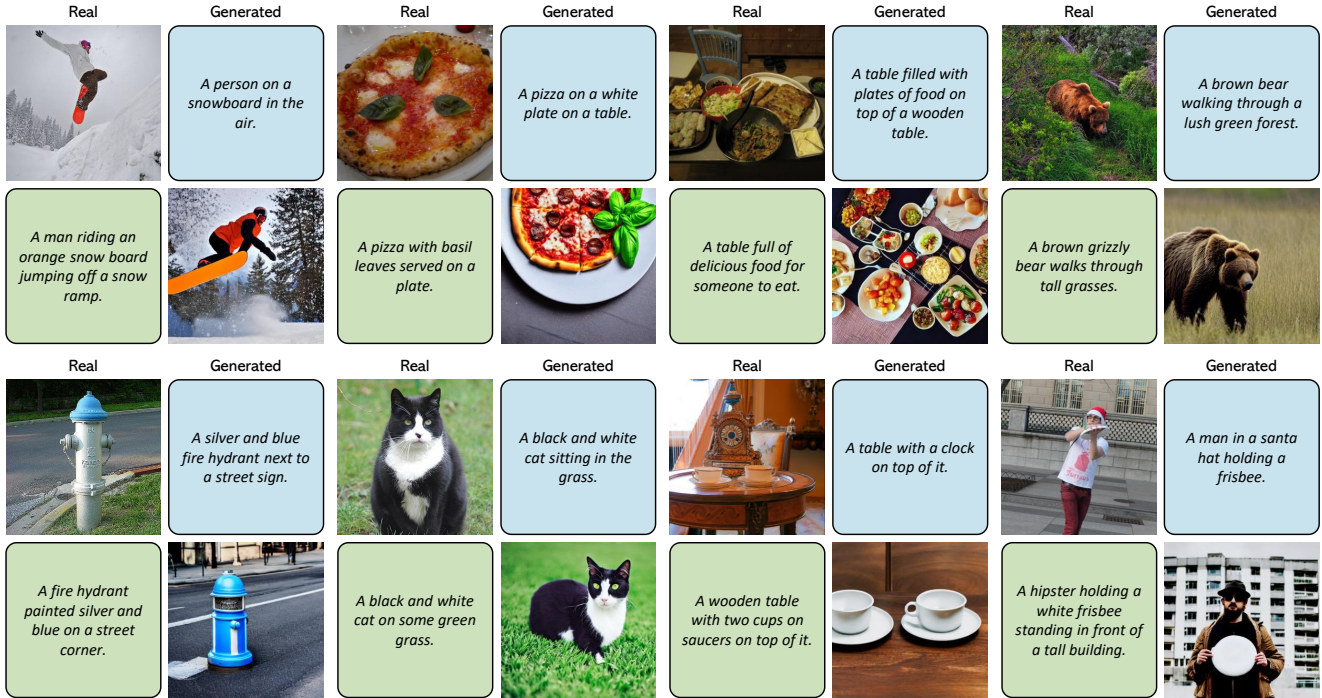 Real Generated Real Generated Real Generated Real Generated
A person on a
snowboard in the
air.
A pizza on a white
plate on a table.
A table filled with
plates of food on
top of a wooden
table.
A brown bear
walking through a
lush green forest.
A man riding an
orange snow board
jumping off a snow
ramp.
A pizza with basil
leaves served on a
plate.
A table full of
delicious food for
someone to eat.
A brown grizzly
bear walks through
tall grasses.
Real Generated Real Generated Real Generated Real Generated
A silver and blue
fire hydrant next to
a street sign.
A black and white
cat sitting in the
grass.
A table with a clock
on top of it.
A man in a santa
hat holding a
frisbee.
A fire hydrant
painted silver and
blue on a street
corner.
A black and white
cat on some green
grass.
A wooden table
with two cups on
saucers on top of it.
A hipster holding a
white frisbee
standing in front of
a tall building.